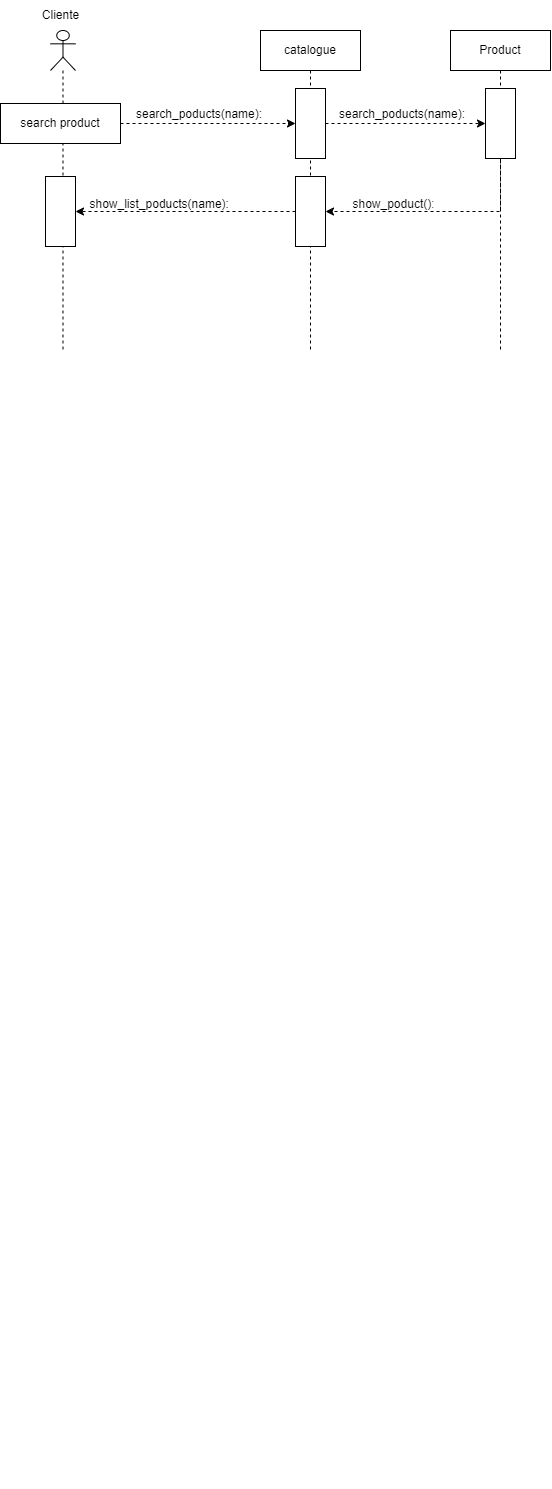 Cliente
catalogue
Product
search product
search_poducts(name):
search_poducts(name):
show_list_poducts(name):
show_poduct():